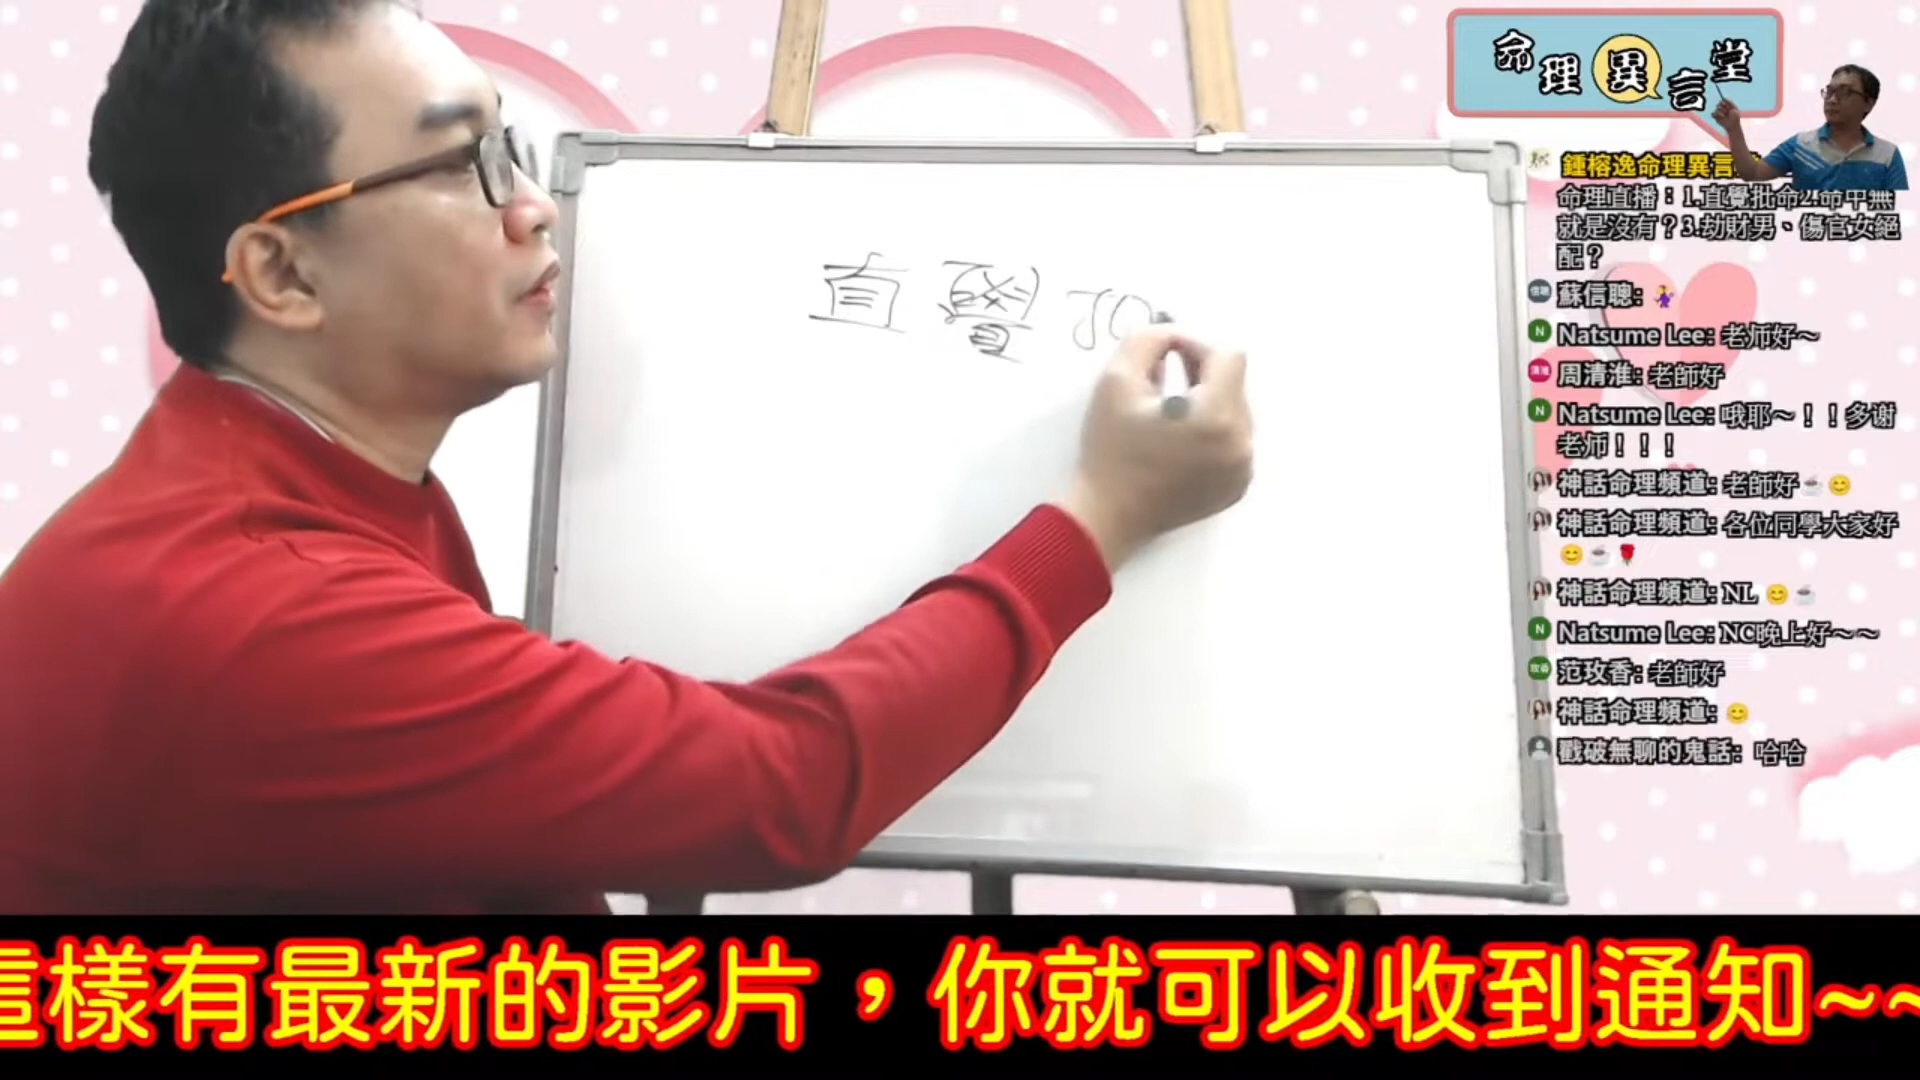 命理異言堂
直覺
鍾榕逸命理異言
命理直播：1.直覺批命2.命中無
就是沒有？3.劫財男、傷官女絕
配？
蘇信聰:
Natsume Lee: 老师好～
周清淮: 老師好
Natsume Lee: 哦耶～！！多谢
老师！！！
神話命理頻道: 老師好☕😊
神話命理頻道: 各位同學大家好
😊☕🌹
神話命理頻道: NL 😊☕
Natsume Lee: NC晚上好～～
范玫香: 老師好
神話命理頻道: 😊
戳破無聊的鬼話: 哈哈
這樣有最新的影片，你就可以收到通知~~